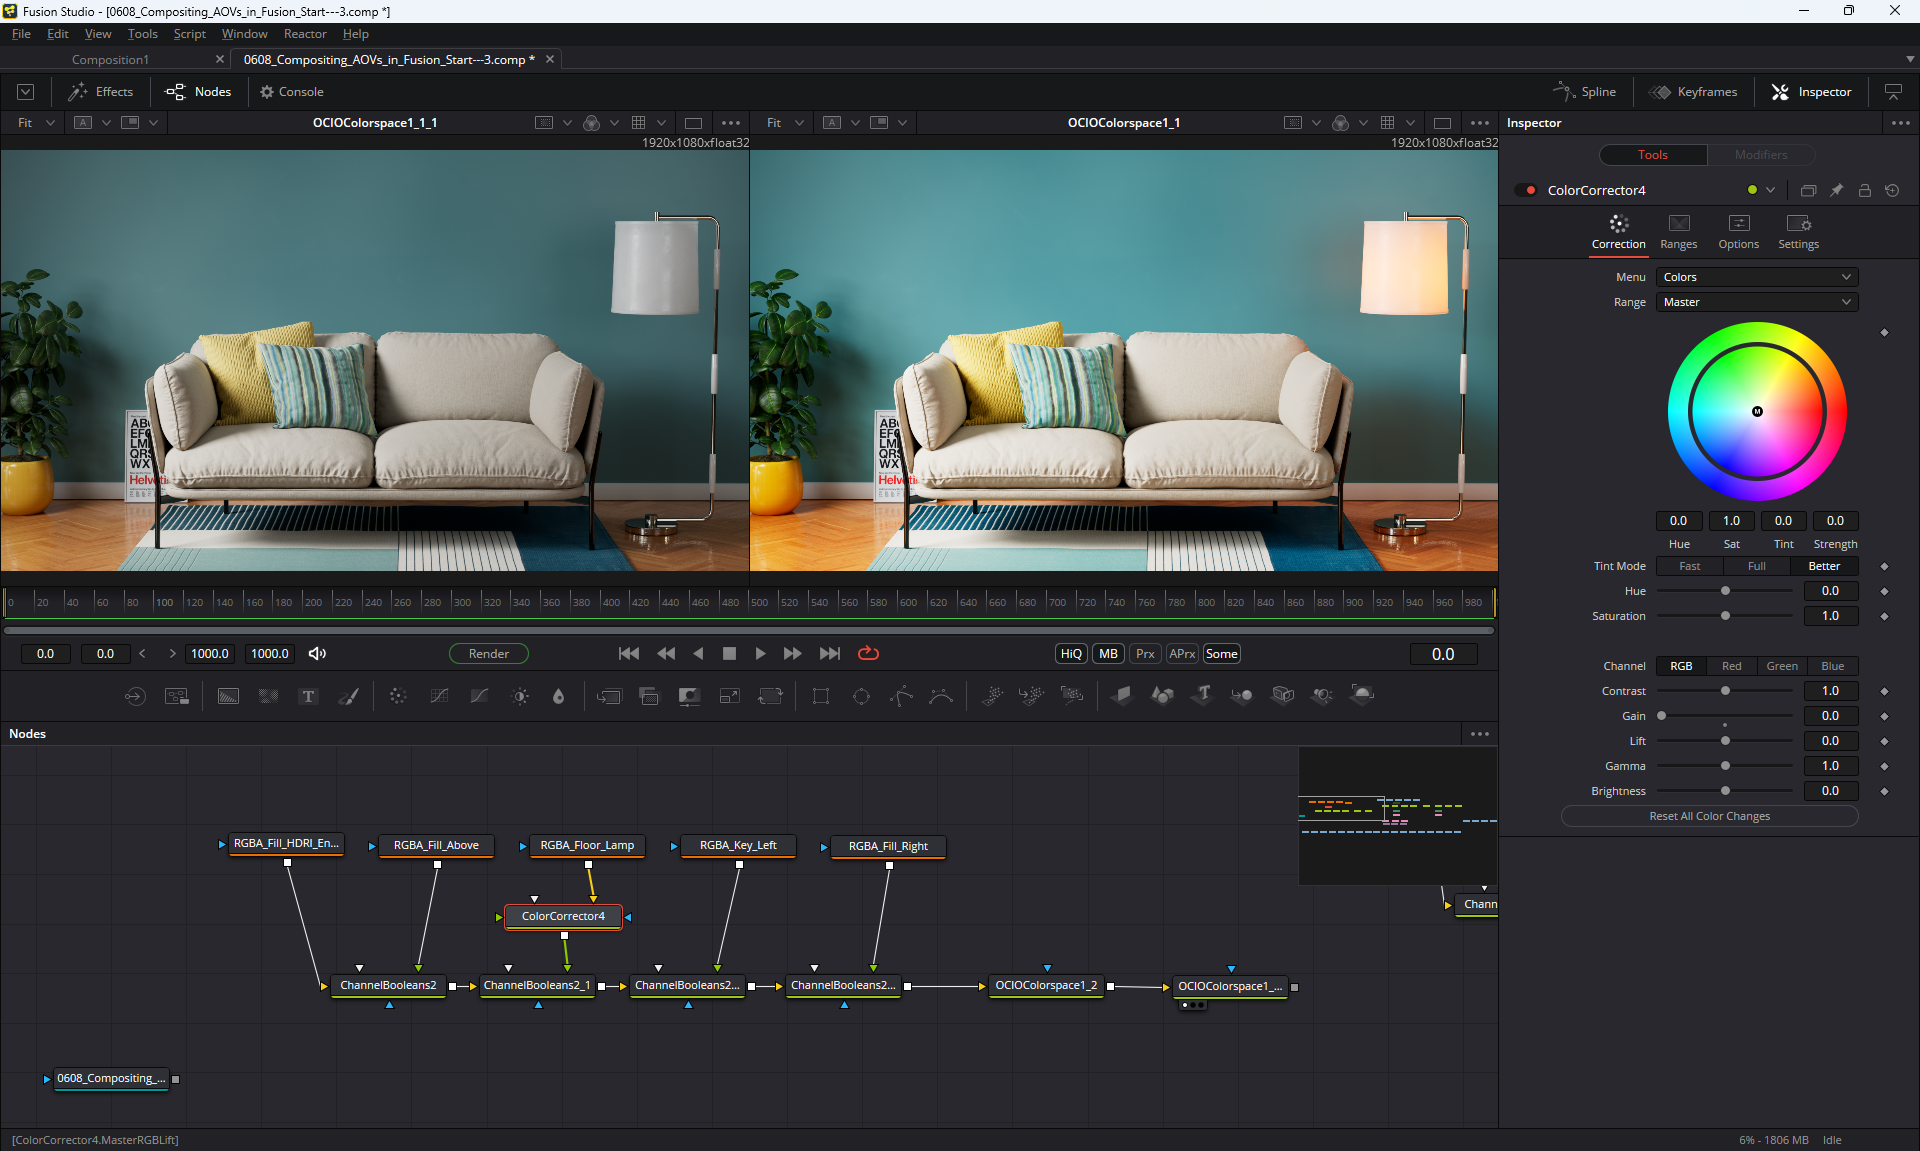 Fusion Studio - [0608_Compositing_AOVs_in_Fusion_Start---3.comp *]
File Edit View Tools Script Window Reactor Help
Composition1 0608_Compositing_AOVs_in_Fusion_Start---3.comp *
Effects Nodes Console Spline Keyframes Inspector
Fit A OCIOColorspace1_1_1 Fit A OCIOColorspace1_1 Inspector
1920x1080xfloat32 1920x1080xfloat32
Tools Modifiers
ColorCorrector4
Correction Ranges Options Settings
Menu Colors
Range Master
M
0.0 1.0 0.0 0.0
Hue Sat Tint Strength
Tint Mode Fast Full Better
Hue 0.0
Saturation 1.0
Channel RGB Red Green Blue
Contrast 1.0
Gain 0.0
Lift 0.0
Gamma 1.0
Brightness 0.0
Reset All Color Changes
0 20 40 60 80 100 120 140 160 180 200 220 240 260 280 300 320 340 360 380 400 420 440 460 480 500 520 540 560 580 600 620 640 660 680 700 720 740 760 780 800 820 840 860 880 900 920 940 960 980
0.0 0.0 1000.0 1000.0 Render HiQ MB Prx APrx Some 0.0
T
Nodes
RGBA_Fill_HDRI_En... RGBA_Fill_Above RGBA_Floor_Lamp RGBA_Key_Left RGBA_Fill_Right
ColorCorrector4 Chann
ChannelBooleans2 ChannelBooleans2_1 ChannelBooleans2... ChannelBooleans2... OCIOColorspace1_2 OCIOColorspace1_...
0608_Compositing_...
[ColorCorrector4.MasterRGBLift] 6% - 1806 MB Idle